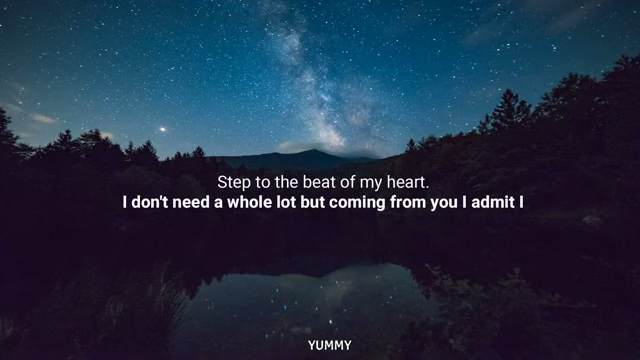 Step to the beat of my heart.
I don't need a whole lot but coming from you I admit I
YUMMY